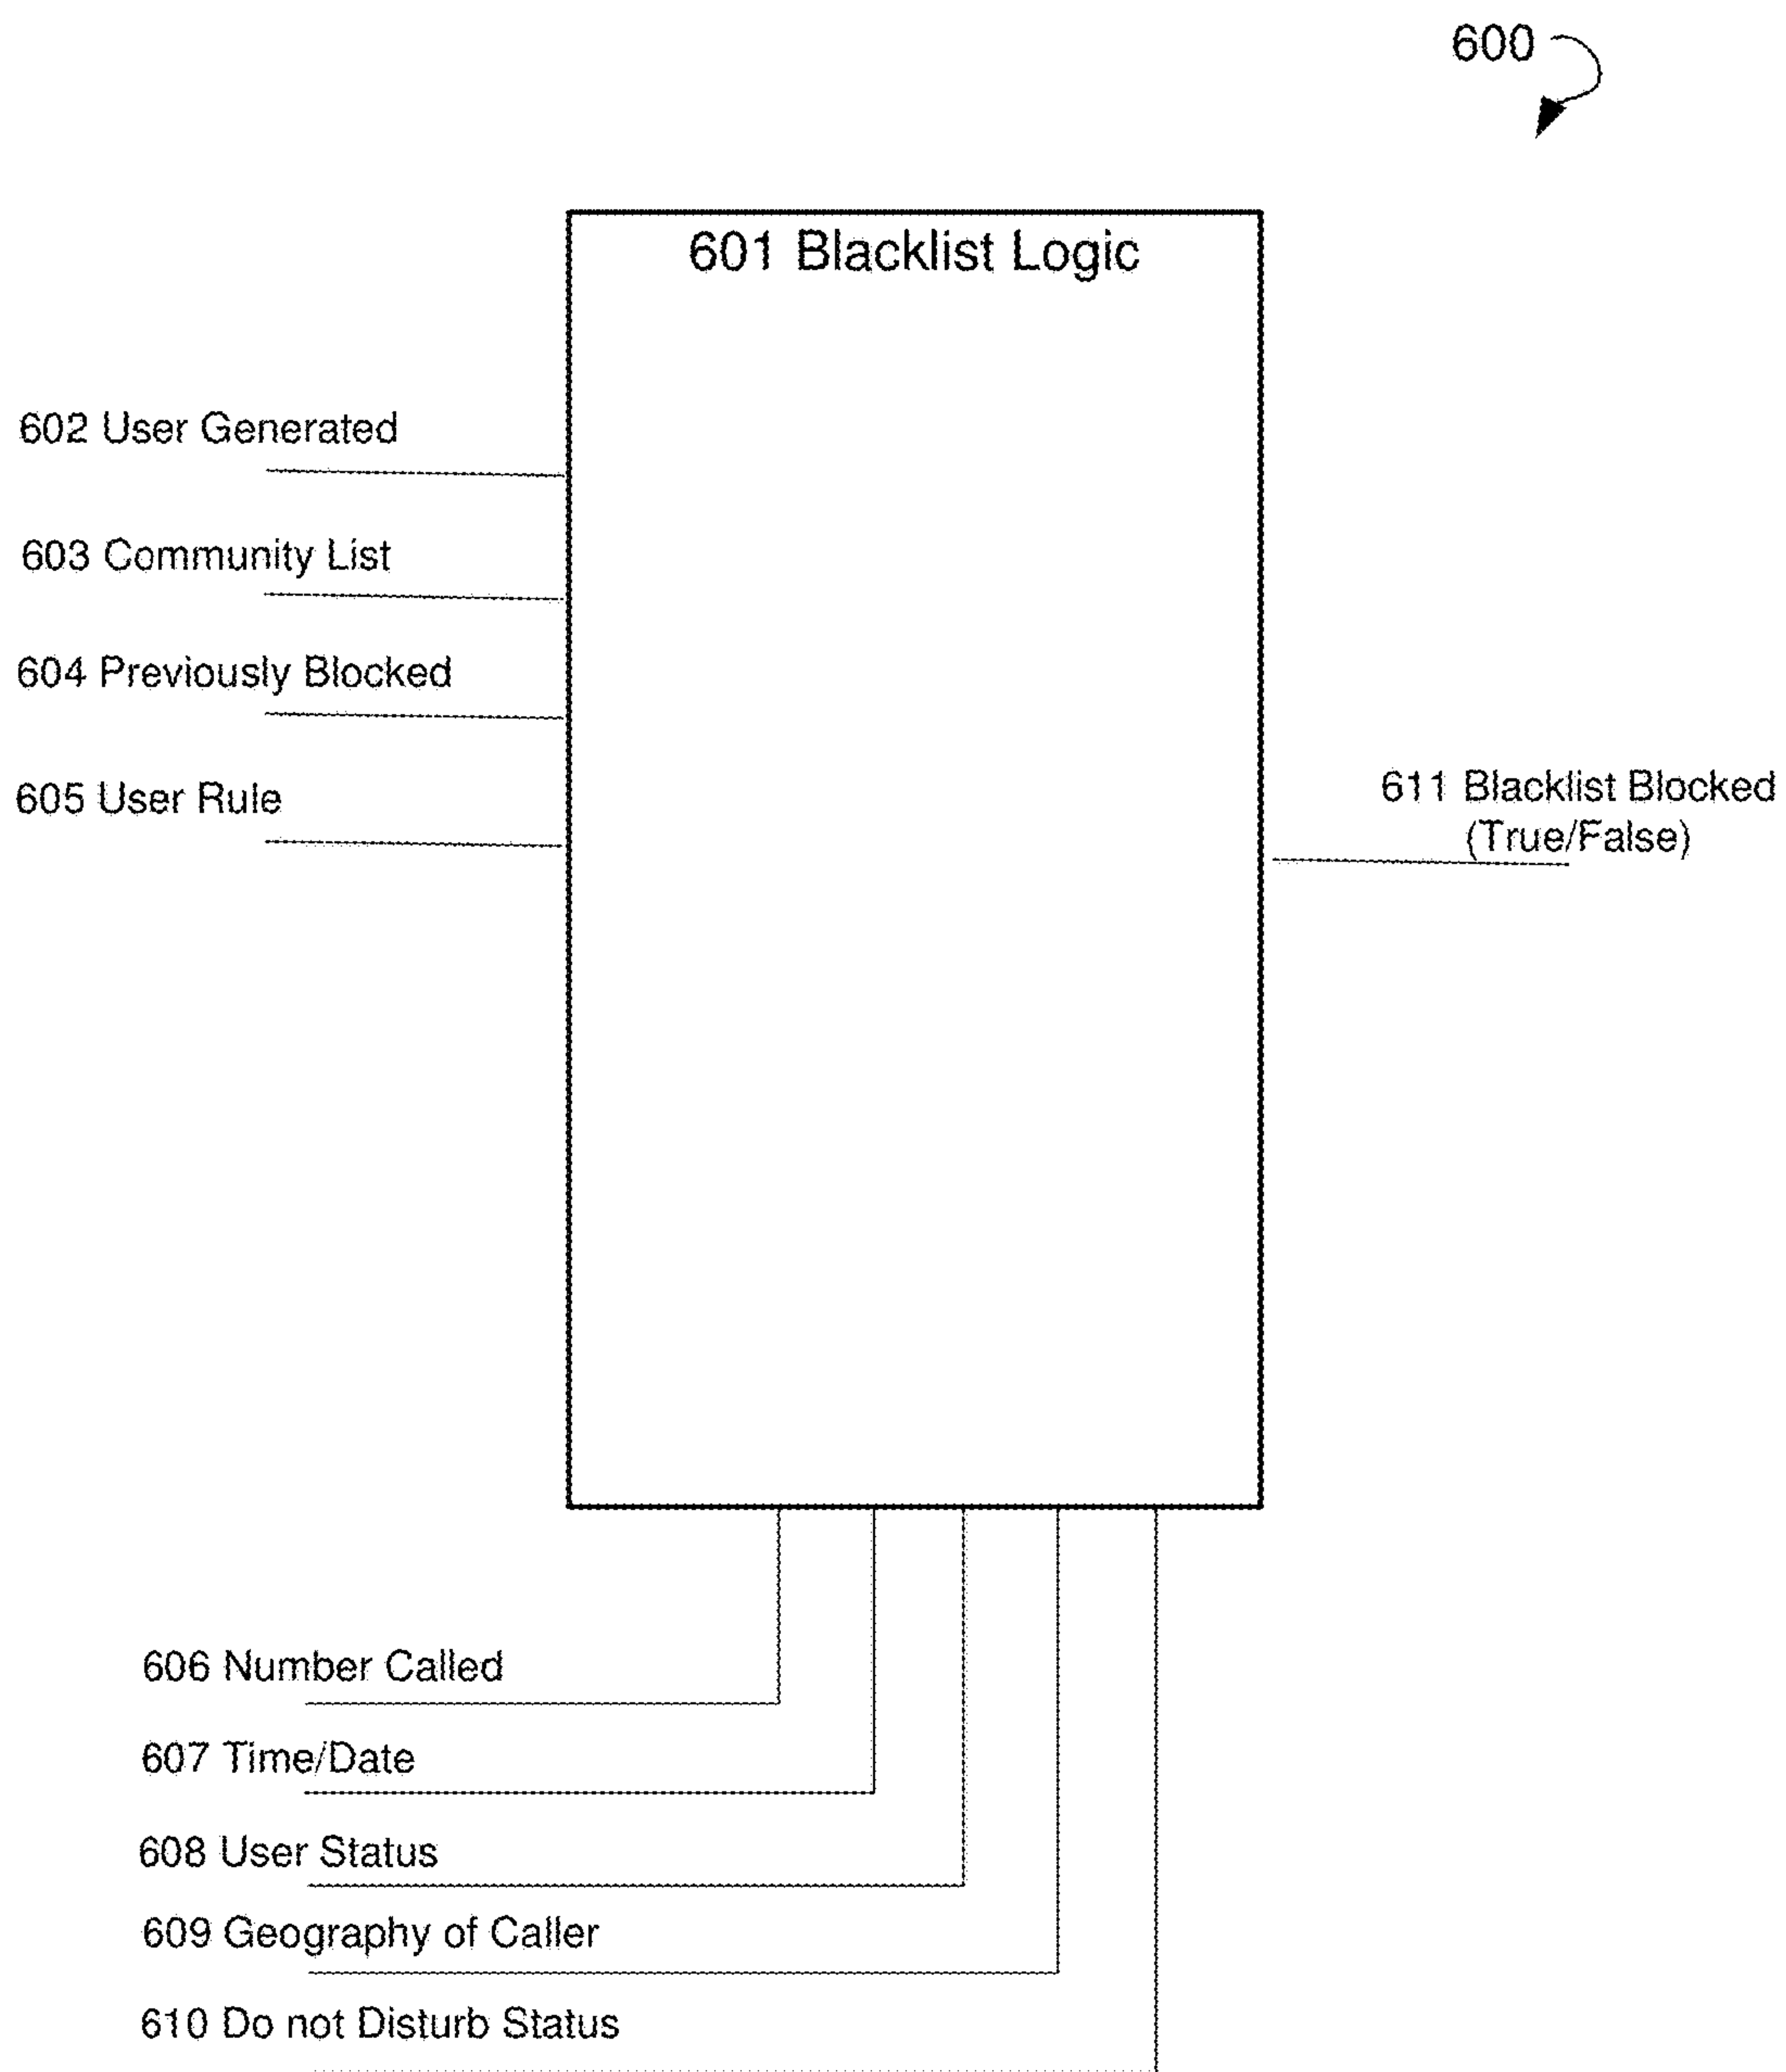 600
601 Blacklist Logic
602 User Generated
603 Community List
604 Previously Blocked
605 User Rule
611 Blacklist Blocked
(True/False)
606 Number Called
607 Time/Date
608 User Status
609 Geography of Caller
610 Do not Disturb Status